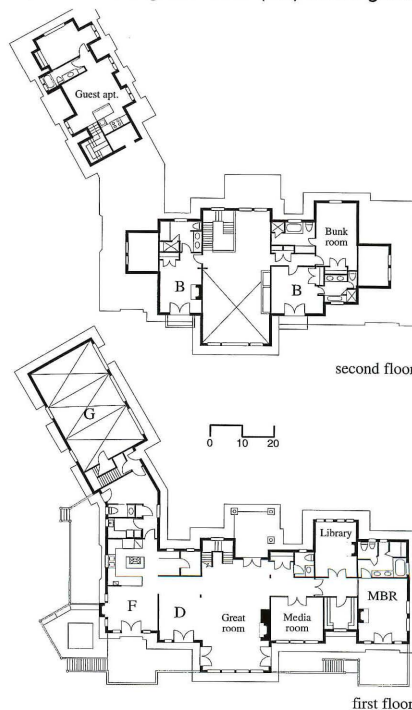 Guest apt.
Bunk
room
B
B
second floor
G
0 10 20
Library
F
D
Great
room
Media
room
MBR
first floor